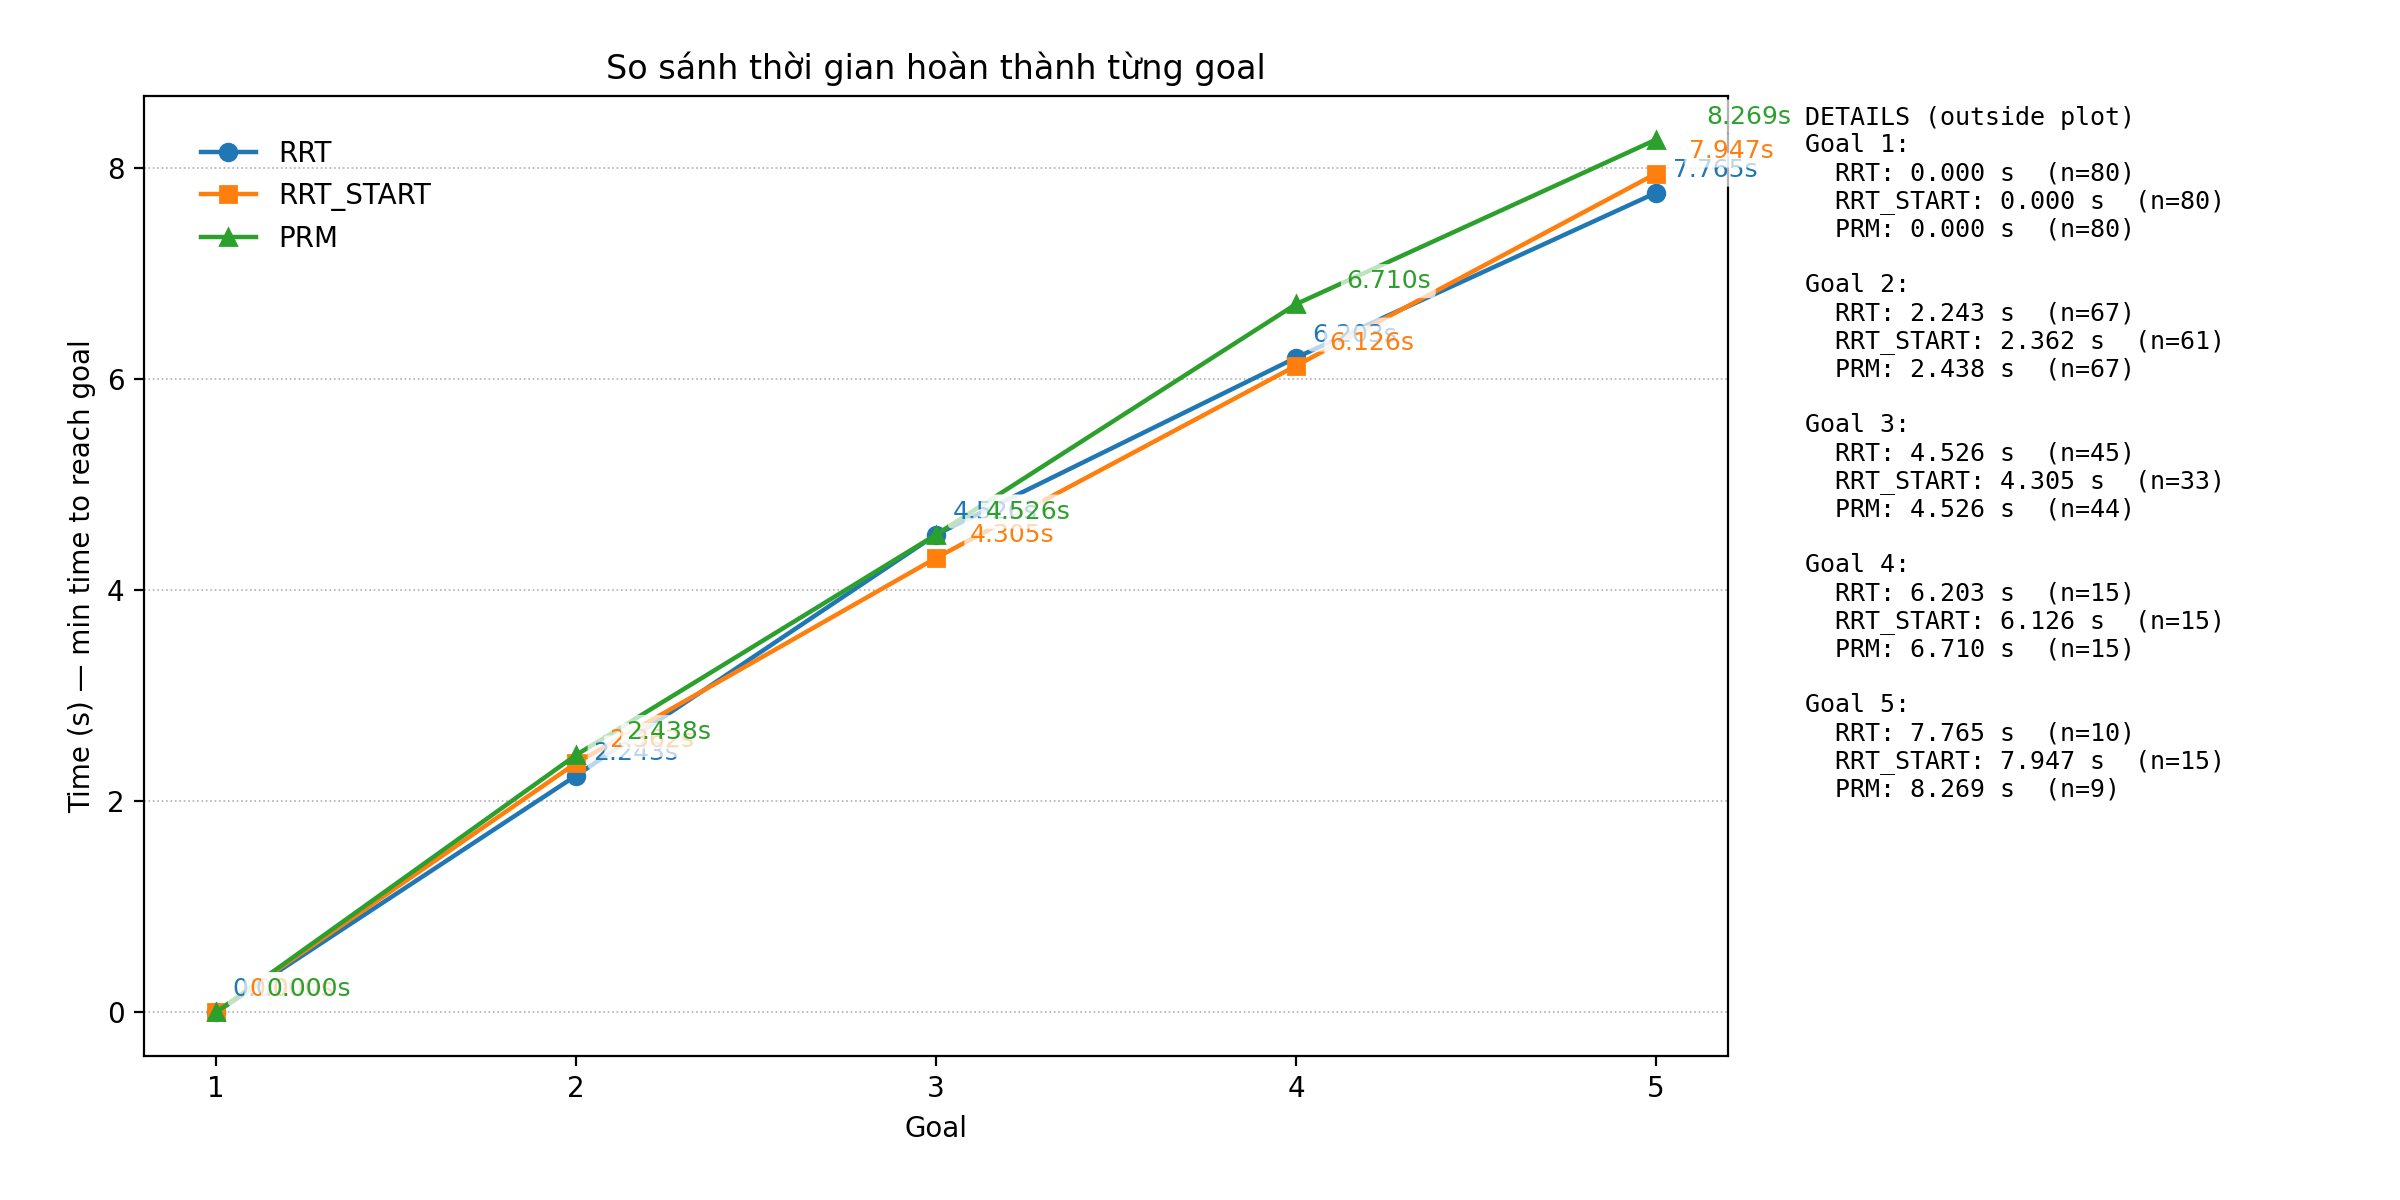 So sánh thời gian hoàn thành từng goal
RRT
RRT_START
PRM
Time (s) — min time to reach goal
8
6
4
2
0
1
2
3
4
5
Goal
0.000s
2.438s
2.243s
4.526s
4.305s
6.710s
6.203s
6.126s
8.269s
7.947s
7.765s
DETAILS (outside plot)
Goal 1:
RRT: 0.000 s (n=80)
RRT_START: 0.000 s (n=80)
PRM: 0.000 s (n=80)
Goal 2:
RRT: 2.243 s (n=67)
RRT_START: 2.362 s (n=61)
PRM: 2.438 s (n=67)
Goal 3:
RRT: 4.526 s (n=45)
RRT_START: 4.305 s (n=33)
PRM: 4.526 s (n=44)
Goal 4:
RRT: 6.203 s (n=15)
RRT_START: 6.126 s (n=15)
PRM: 6.710 s (n=15)
Goal 5:
RRT: 7.765 s (n=10)
RRT_START: 7.947 s (n=15)
PRM: 8.269 s (n=9)